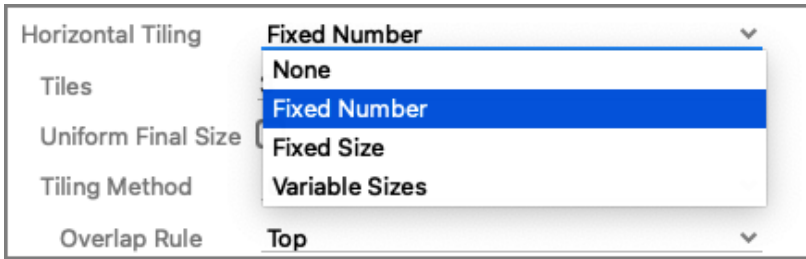 Horizontal Tiling Fixed Number
None
Tiles
Fixed Number
Uniform Final Size
Fixed Size
Tiling Method
Variable Sizes
Overlap Rule Top